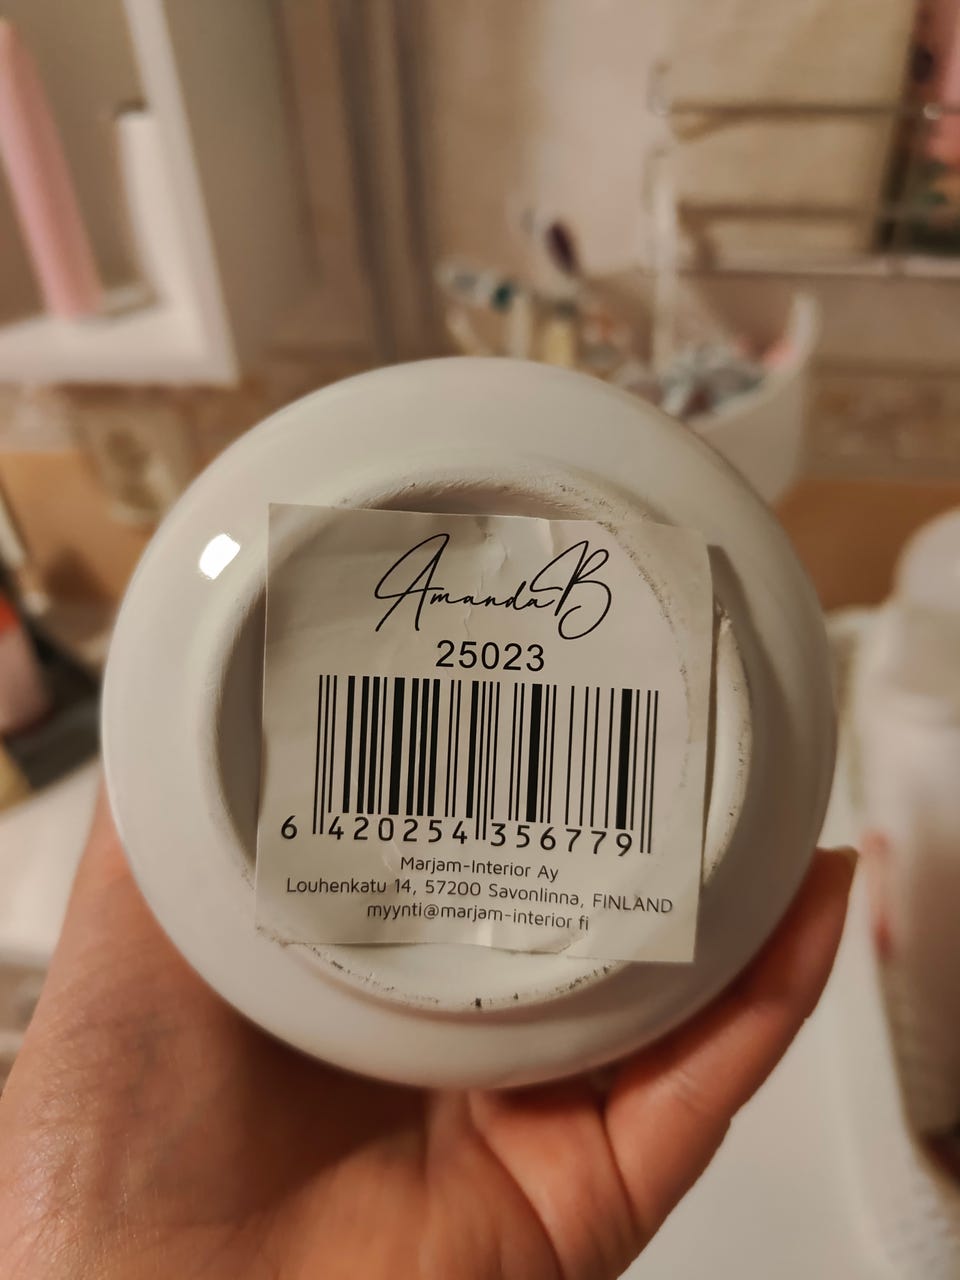 AmandaB
25023
6 420254 356779
Marjam-Interior Ay
Louhenkatu 14, 57200 Savonlinna, FINLAND
myynti@marjam-interior.fi